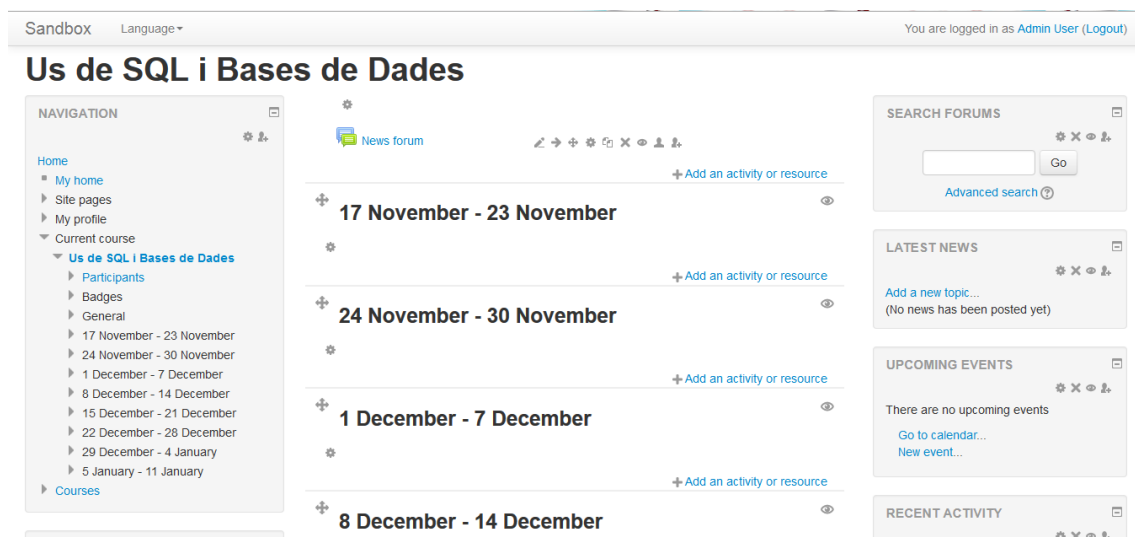 Sandbox Language
You are logged in as Admin User (Logout)
Us de SQL i Bases de Dades
NAVIGATION
Home
My home
Site pages
My profile
Current course
Us de SQL i Bases de Dades
Participants
Badges
General
17 November - 23 November
24 November - 30 November
1 December - 7 December
8 December - 14 December
15 December - 21 December
22 December - 28 December
29 December - 4 January
5 January - 11 January
Courses
News forum
Add an activity or resource
17 November - 23 November
Add an activity or resource
24 November - 30 November
Add an activity or resource
1 December - 7 December
Add an activity or resource
8 December - 14 December
SEARCH FORUMS
Go
Advanced search
LATEST NEWS
Add a new topic...
(No news has been posted yet)
UPCOMING EVENTS
There are no upcoming events
Go to calendar...
New event...
RECENT ACTIVITY